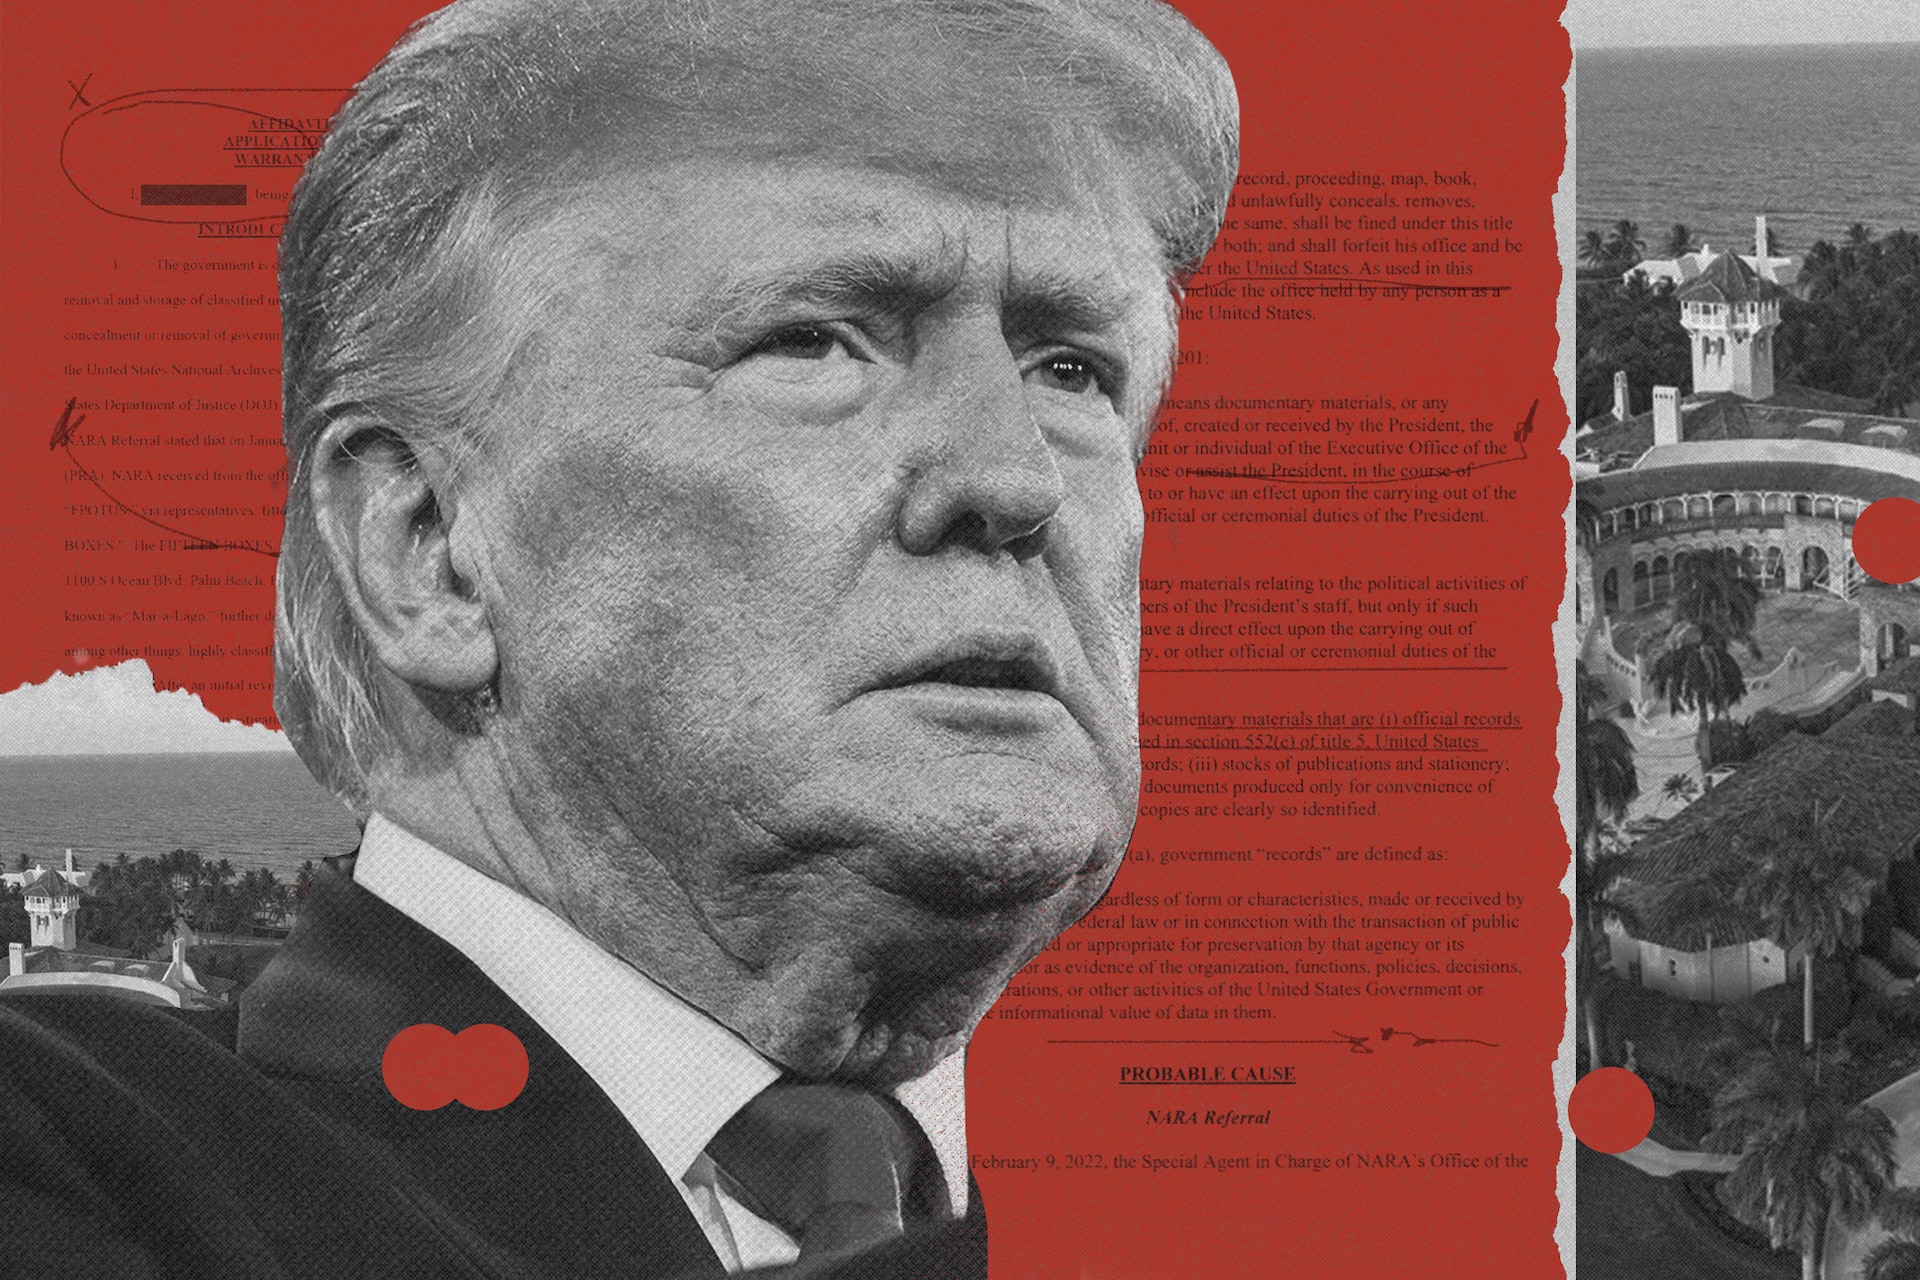 AFFIDAVIT
APPLICATIO
WARRAN
I, being
INTRODUC
1 The government is
removal and storage of classified
concealment or removal of governm
the United States National Archives
States Department of Justice (DOJ)
NARA Referral stated that on Janua
(PRA), NARA received from the offi
“FPOTUS” via representatives, fifte
BOXES.” The FIFTEEN BOXES
1100 S Ocean Blvd, Palm Beach, F
known as “Mar-a-Lago,” further de
among other things, highly classifi
After an initial revi
record, proceeding, map, book,
unlawfully conceals, removes,
the same, shall be fined under this title
r both; and shall forfeit his office and be
er the United States. As used in this
include the office held by any person as a
the United States.
201:
means documentary materials, or any
of, created or received by the President, the
unit or individual of the Executive Office of the
vise or assist the President, in the course of
to or have an effect upon the carrying out of the
official or ceremonial duties of the President.
ntary materials relating to the political activities of
bers of the President’s staff, but only if such
have a direct effect upon the carrying out of
y, or other official or ceremonial duties of the
documentary materials that are (i) official records
ed in section 552(e) of title 5, United States
cords; (iii) stocks of publications and stationery;
documents produced only for convenience of
copies are clearly so identified.
(a), government “records” are defined as:
ardless of form or characteristics, made or received by
ederal law or in connection with the transaction of public
ed or appropriate for preservation by that agency or its
or as evidence of the organization, functions, policies, decisions,
rations, or other activities of the United States Government or
e informational value of data in them.
PROBABLE CAUSE
NARA Referral
February 9, 2022, the Special Agent in Charge of NARA’s Office of the